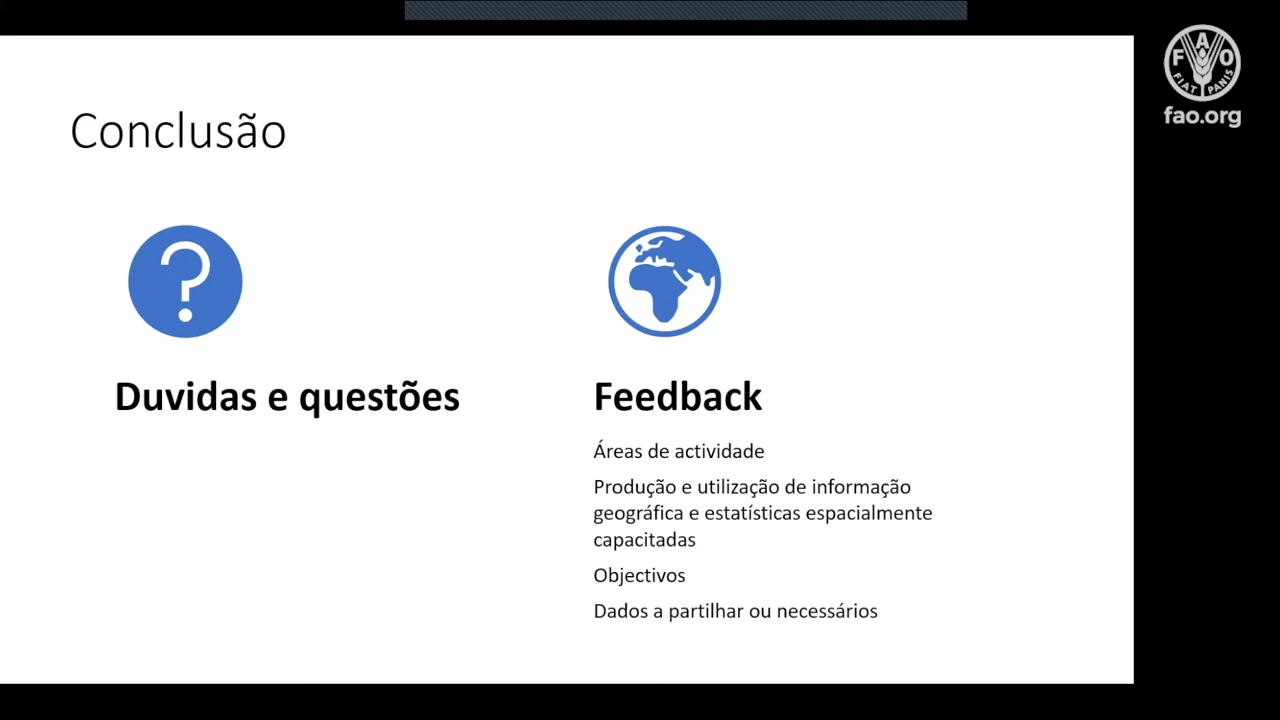 Conclusão
Duvidas e questões
Feedback
Áreas de actividade
Produção e utilização de informação
geográfica e estatísticas espacialmente
capacitadas
Objectivos
Dados a partilhar ou necessários
F A O
FIAT PANIS
fao.org